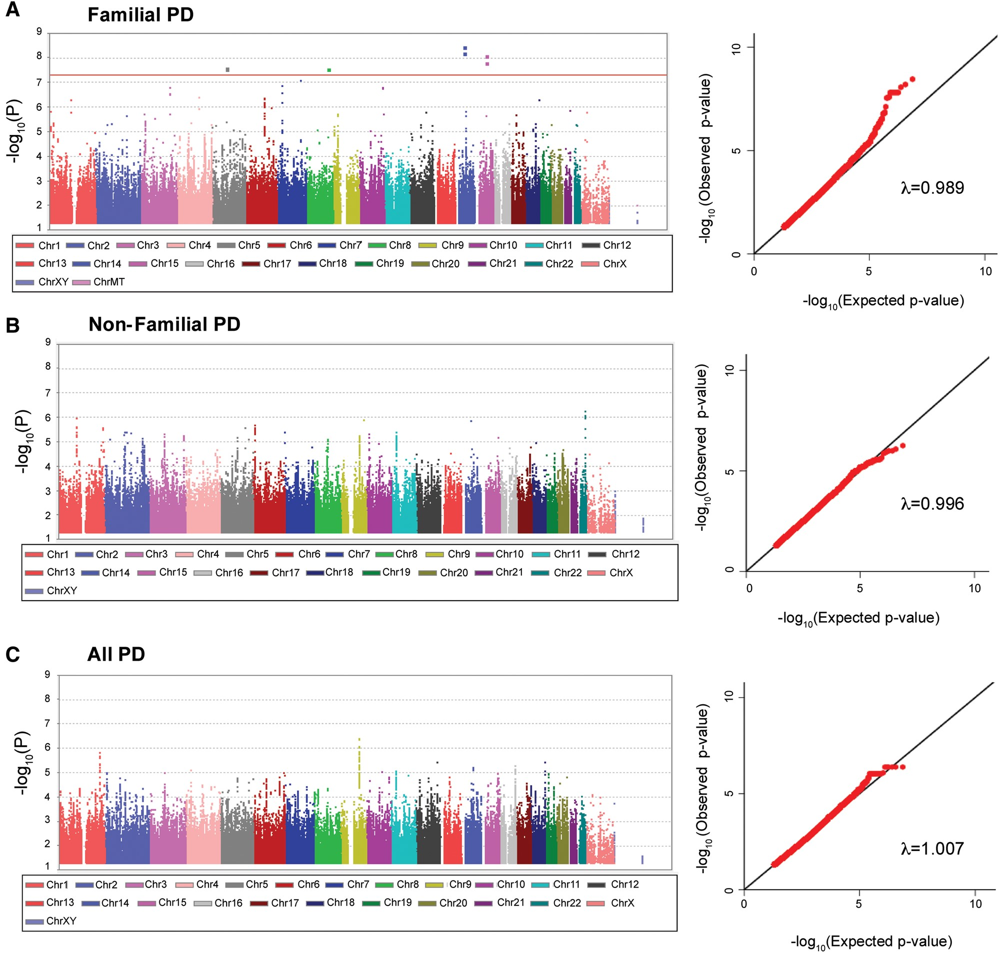 A Familial PD
9
8
7
6
5
4
3
2
1
-log10(P)
Chr1 Chr2 Chr3 Chr4 Chr5 Chr6 Chr7 Chr8 Chr9 Chr10 Chr11 Chr12
Chr13 Chr14 Chr15 Chr16 Chr17 Chr18 Chr19 Chr20 Chr21 Chr22 ChrX
ChrXY ChrMT
-log10(Observed p-value)
10
5
0
λ=0.989
0 5 10
-log10(Expected p-value)
B Non-Familial PD
9
8
7
6
5
4
3
2
1
-log10(P)
Chr1 Chr2 Chr3 Chr4 Chr5 Chr6 Chr7 Chr8 Chr9 Chr10 Chr11 Chr12
Chr13 Chr14 Chr15 Chr16 Chr17 Chr18 Chr19 Chr20 Chr21 Chr22 ChrX
ChrXY
-log10(Observed p-value)
10
5
0
λ=0.996
0 5 10
-log10(Expected p-value)
C All PD
9
8
7
6
5
4
3
2
1
-log10(P)
Chr1 Chr2 Chr3 Chr4 Chr5 Chr6 Chr7 Chr8 Chr9 Chr10 Chr11 Chr12
Chr13 Chr14 Chr15 Chr16 Chr17 Chr18 Chr19 Chr20 Chr21 Chr22 ChrX
ChrXY
-log10(Observed p-value)
10
5
0
λ=1.007
0 5 10
-log10(Expected p-value)